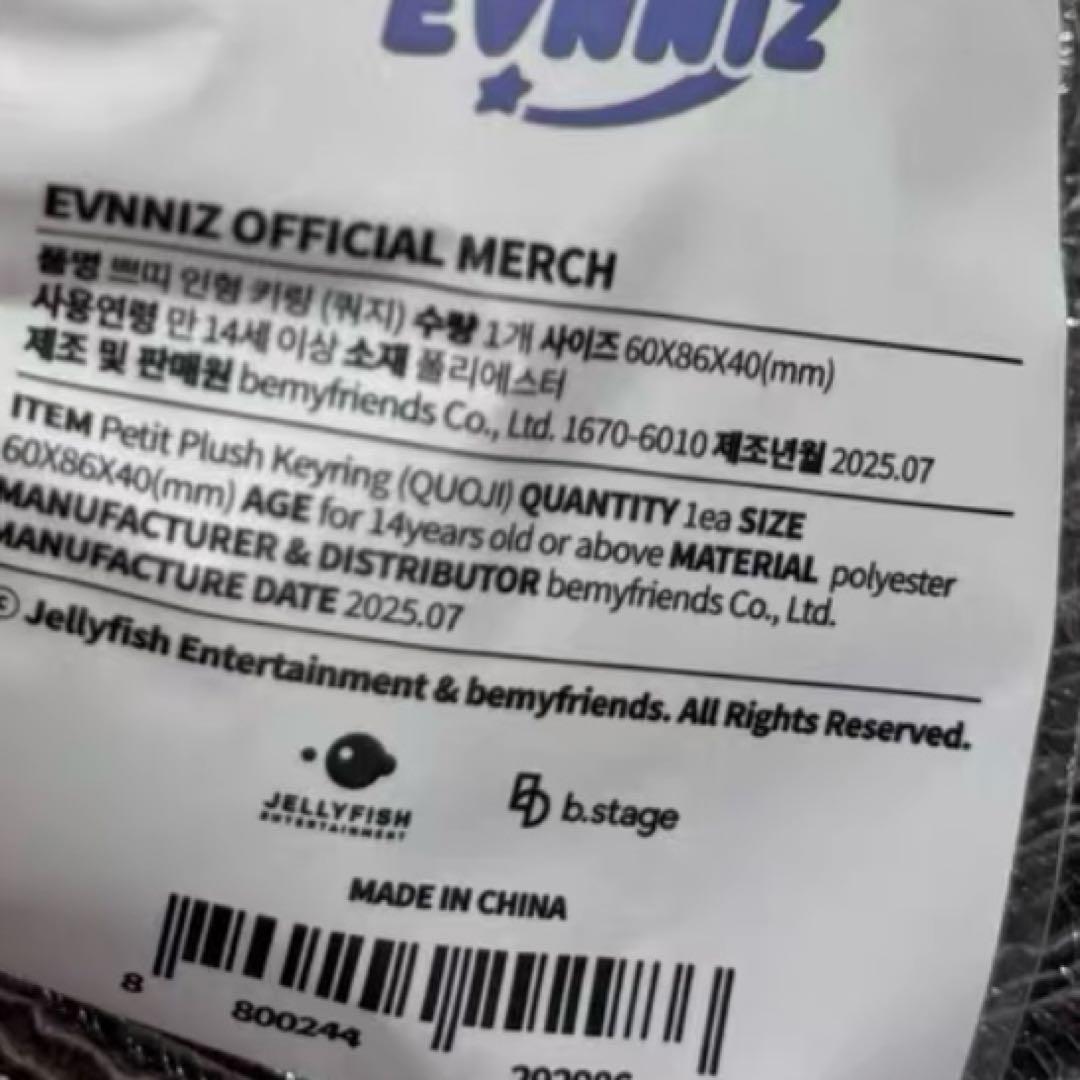 EVNNIZ
EVNNIZ OFFICIAL MERCH
품명 쁘띠 인형 키링 (쿼지) 수량 1개 사이즈 60X86X40(mm)
사용연령 만 14세 이상 소재 폴리에스터
제조 및 판매원 bemyfriends Co., Ltd. 1670-6010 제조년월 2025.07
ITEM Petit Plush Keyring (QUOJI) QUANTITY 1ea SIZE
60X86X40(mm) AGE for 14years old or above MATERIAL polyester
MANUFACTURER & DISTRIBUTOR bemyfriends Co., Ltd.
MANUFACTURE DATE 2025.07
© Jellyfish Entertainment & bemyfriends. All Rights Reserved.
JELLYFISH
ENTERTAINMENT
b.stage
MADE IN CHINA
8 800244